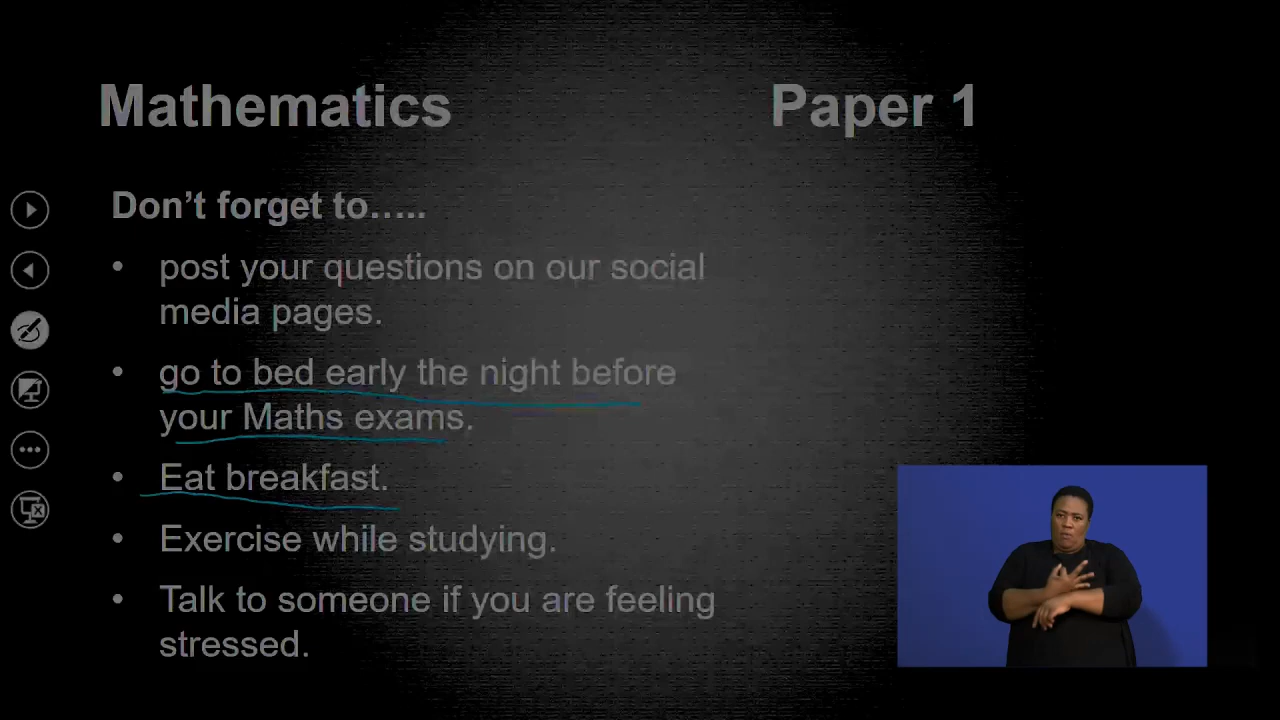 Mathematics Paper 1
Don't forget to.....
• post your questions on our social
media pages.
• go to bed early the night before
your Maths exams.
• Eat breakfast.
• Exercise while studying.
• Talk to someone if you are feeling
stressed.